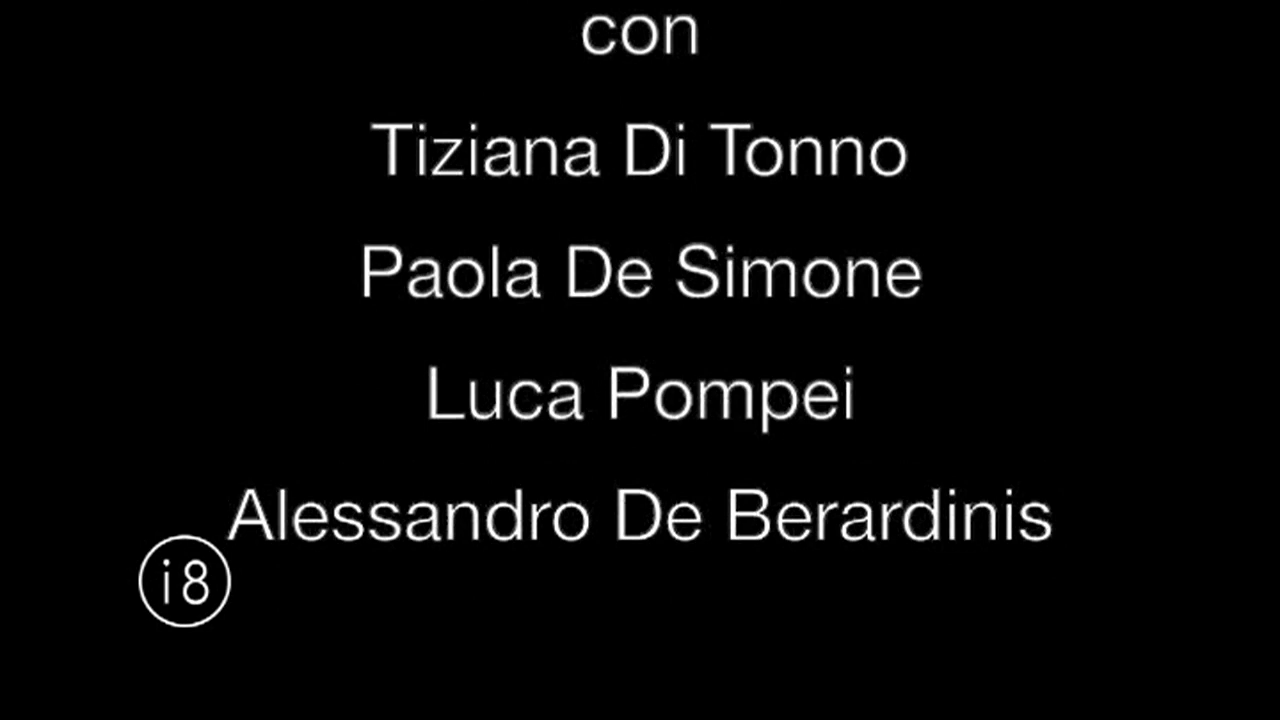 con
Tiziana Di Tonno
Paola De Simone
Luca Pompei
Alessandro De Berardinis
i8